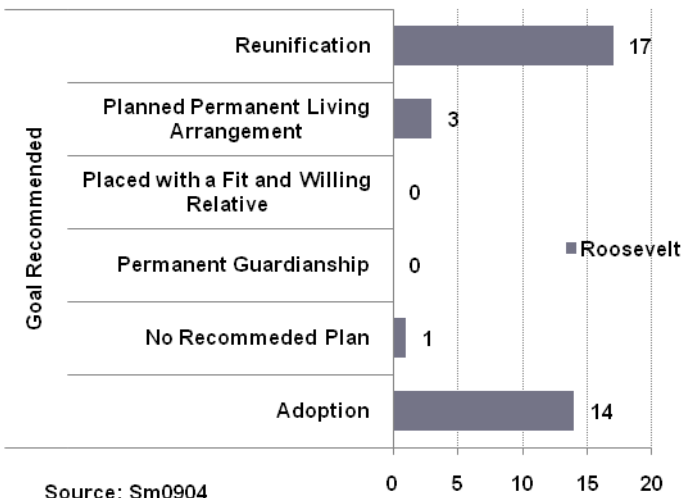 Goal Recommended
Reunification
17
Planned Permanent Living
Arrangement
3
Placed with a Fit and Willing
Relative
0
Permanent Guardianship
0
Roosevelt
No Recommeded Plan
1
Adoption
14
0 5 10 15 20
Source: Sm0904